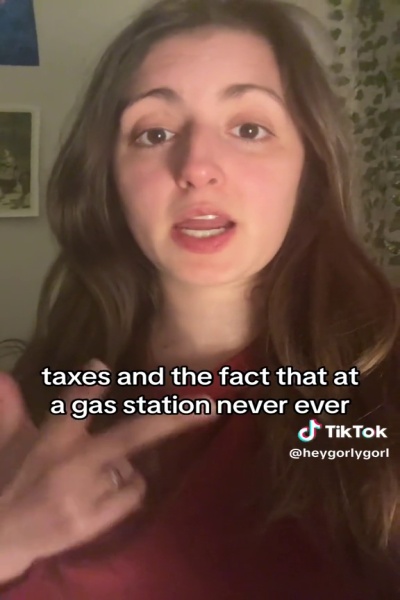 taxes and the fact that at
a gas station never ever
TikTok
@heygorlygorl